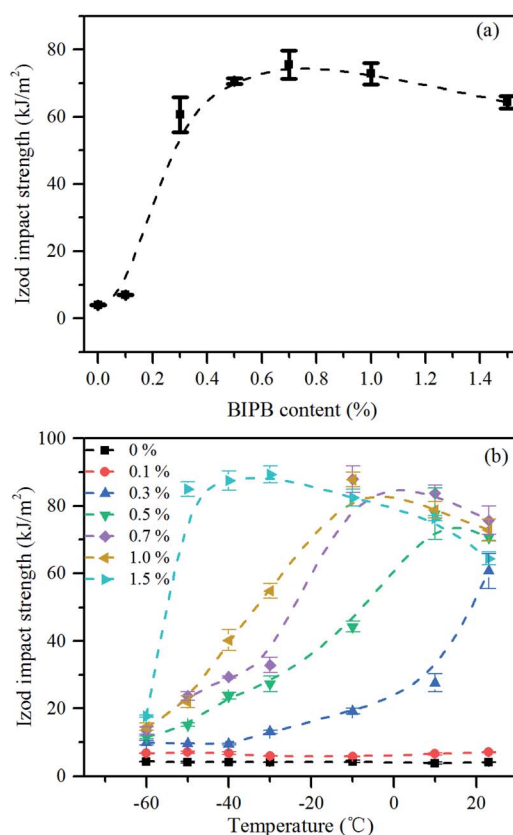 (a)
Izod impact strength (kJ/m²)
80
60
40
20
0
0.0 0.2 0.4 0.6 0.8 1.0 1.2 1.4
BIPB content (%)
(b)
Izod impact strength (kJ/m²)
100
80
60
40
20
0
0 %
0.1 %
0.3 %
0.5 %
0.7 %
1.0 %
1.5 %
-60 -40 -20 0 20
Temperature (℃)